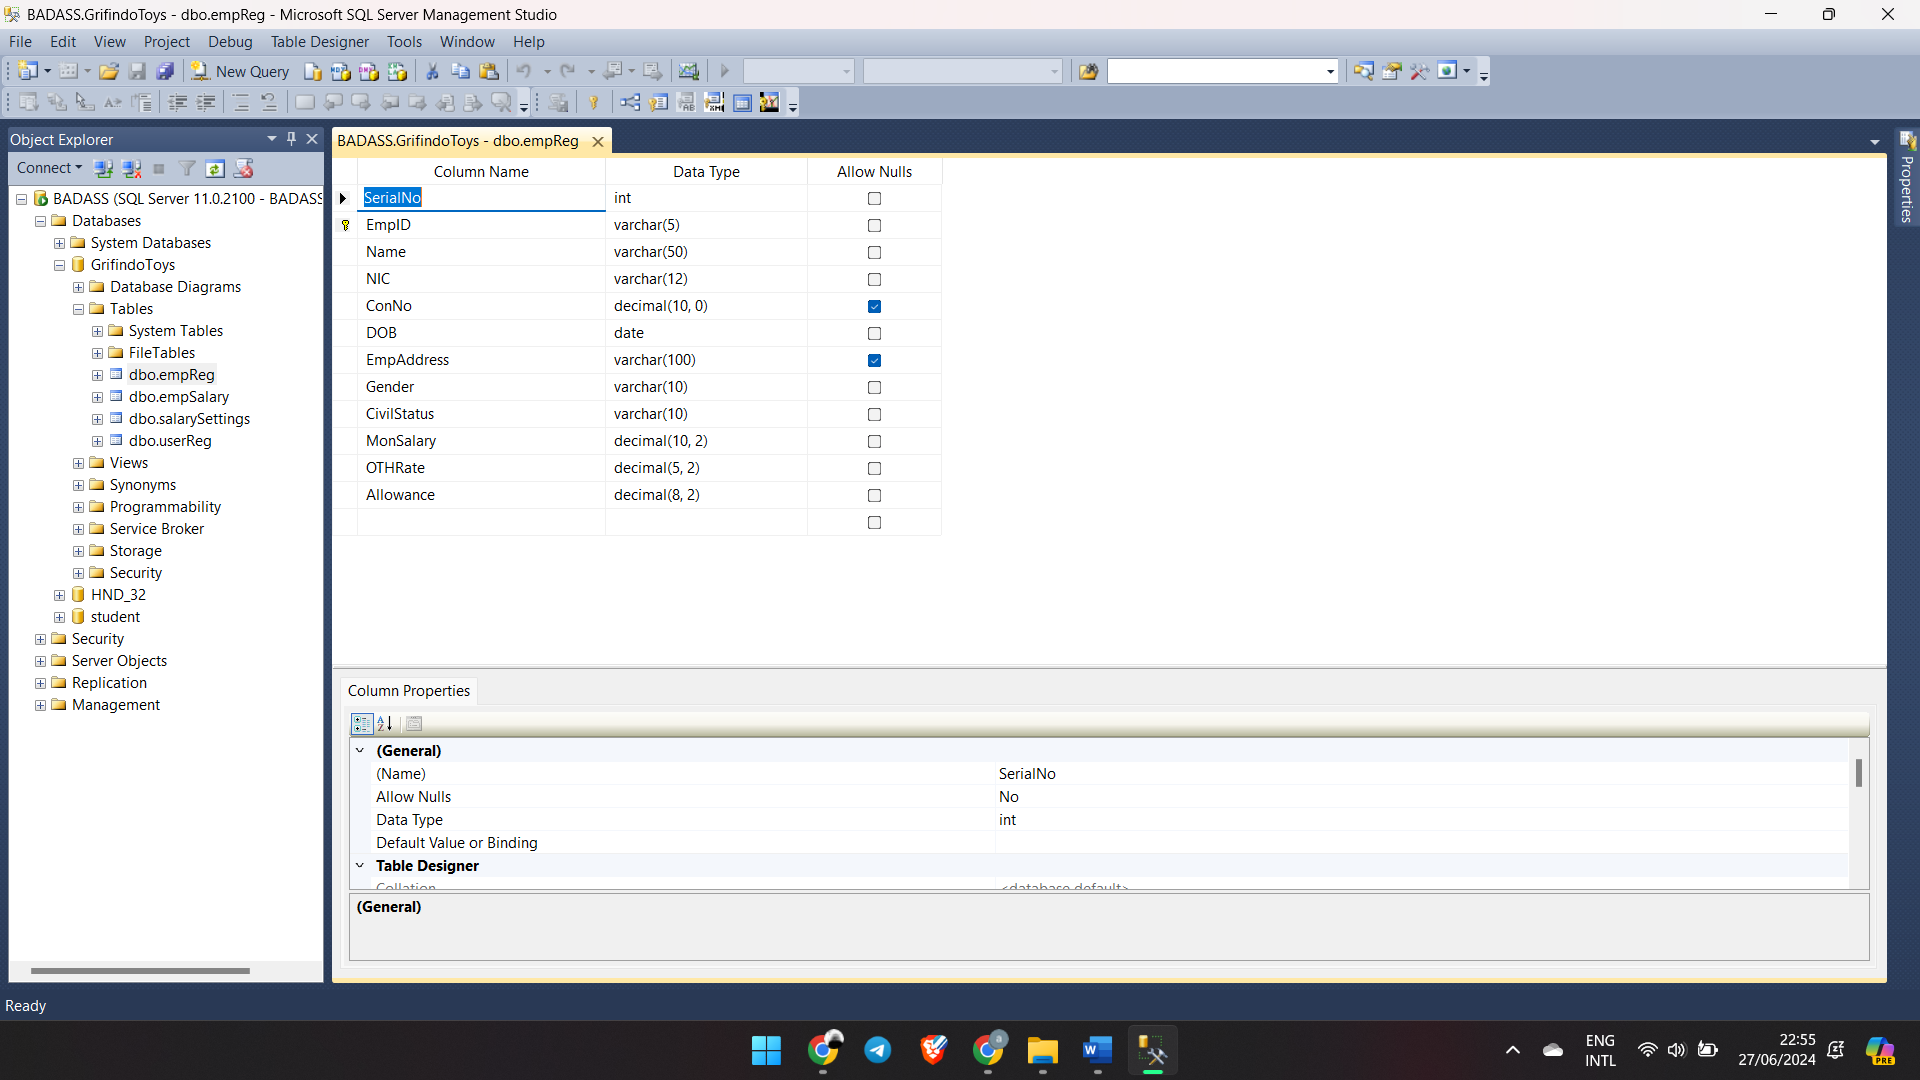 BADASS.GrifindoToys - dbo.empReg - Microsoft SQL Server Management Studio
File Edit View Project Debug Table Designer Tools Window Help
New Query
Object Explorer
Connect
BADASS (SQL Server 11.0.2100 - BADASS
Databases
System Databases
GrifindoToys
Database Diagrams
Tables
System Tables
FileTables
dbo.empReg
dbo.empSalary
dbo.salarySettings
dbo.userReg
Views
Synonyms
Programmability
Service Broker
Storage
Security
HND_32
student
Security
Server Objects
Replication
Management
BADASS.GrifindoToys - dbo.empReg
Column Name Data Type Allow Nulls
SerialNo int
EmpID varchar(5)
Name varchar(50)
NIC varchar(12)
ConNo decimal(10, 0)
DOB date
EmpAddress varchar(100)
Gender varchar(10)
CivilStatus varchar(10)
MonSalary decimal(10, 2)
OTHRate decimal(5, 2)
Allowance decimal(8, 2)
Column Properties
(General)
(Name) SerialNo
Allow Nulls No
Data Type int
Default Value or Binding
Table Designer
Collation <database default>
(General)
Properties
Ready
ENG
INTL
22:55
27/06/2024
PRE